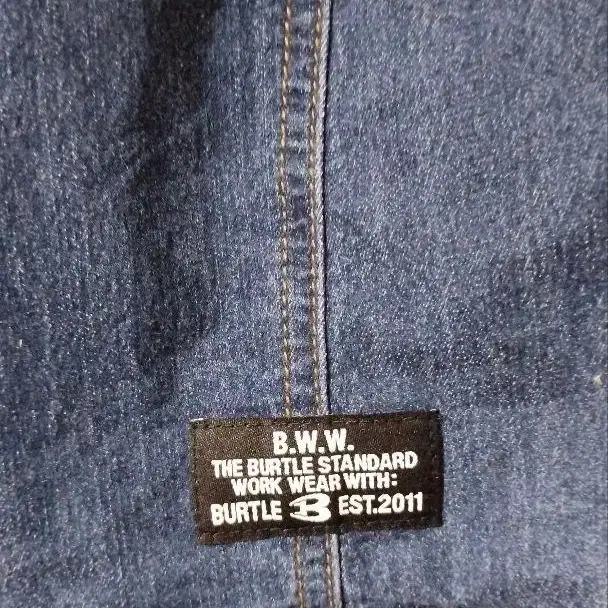 B.W.W.
THE BURTLE STANDARD
WORK WEAR WITH:
BURTLE B EST.2011